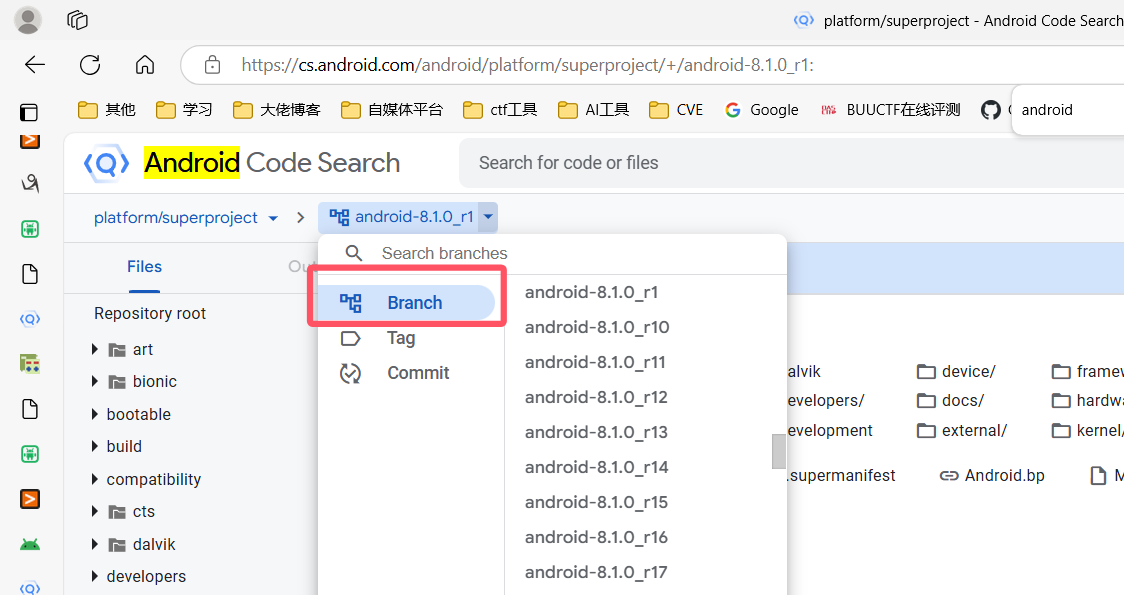 platform/superproject - Android Code Search
https://cs.android.com/android/platform/superproject/+/android-8.1.0_r1:
其他 学习 大佬博客 自媒体平台 ctf工具 AI工具 CVE Google BUUCTF在线评测
android
Android Code Search
Search for code or files
platform/superproject
android-8.1.0_r1
Search branches
Files
Branch
Tag
Commit
android-8.1.0_r1
android-8.1.0_r10
android-8.1.0_r11
android-8.1.0_r12
android-8.1.0_r13
android-8.1.0_r14
android-8.1.0_r15
android-8.1.0_r16
android-8.1.0_r17
Repository root
art
bionic
bootable
build
compatibility
cts
dalvik
developers
alvik device/ framew
evelopers/ docs/ hardwa
evelopment external/ kernel/
.supermanifest Android.bp M